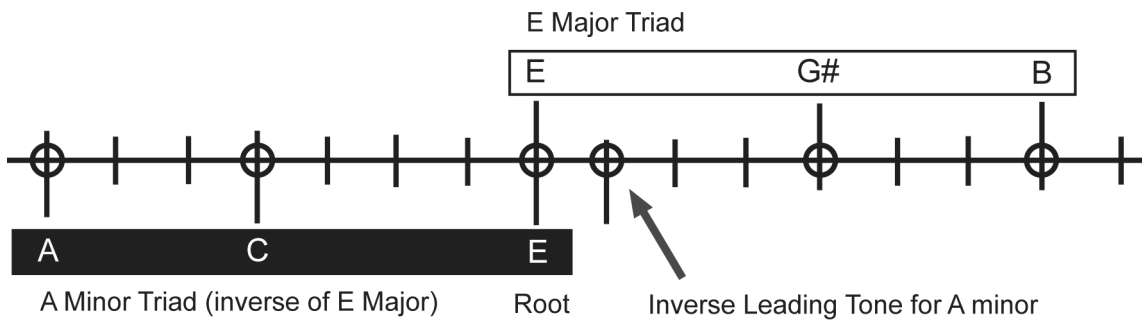 E Major Triad
E G# B
A C E
A Minor Triad (inverse of E Major) Root Inverse Leading Tone for A minor